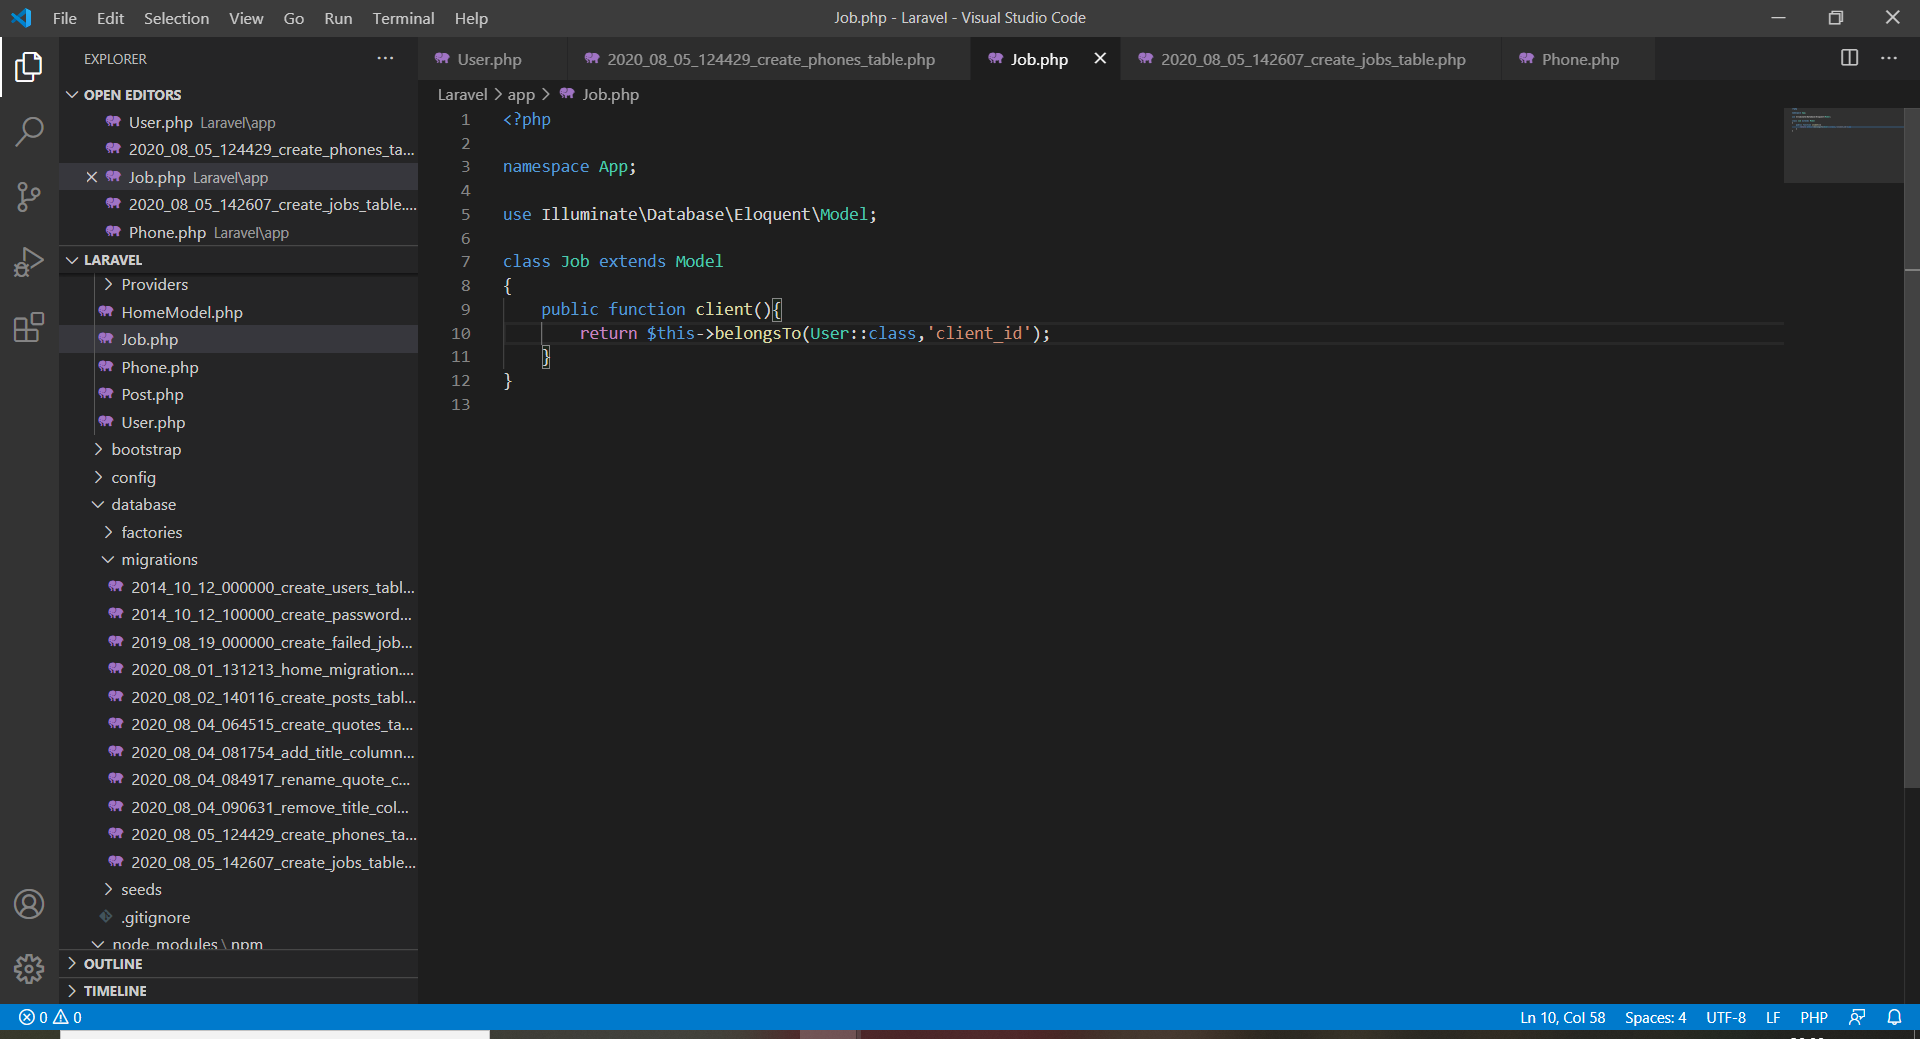 File Edit Selection View Go Run Terminal Help
Job.php - Laravel - Visual Studio Code
EXPLORER
OPEN EDITORS
User.php Laravel\app
2020_08_05_124429_create_phones_ta...
Job.php Laravel\app
2020_08_05_142607_create_jobs_table....
Phone.php Laravel\app
LARAVEL
Providers
HomeModel.php
Job.php
Phone.php
Post.php
User.php
bootstrap
config
database
factories
migrations
2014_10_12_000000_create_users_tabl...
2014_10_12_100000_create_password...
2019_08_19_000000_create_failed_job...
2020_08_01_131213_home_migration....
2020_08_02_140116_create_posts_tabl...
2020_08_04_064515_create_quotes_ta...
2020_08_04_081754_add_title_column...
2020_08_04_084917_rename_quote_c...
2020_08_04_090631_remove_title_col...
2020_08_05_124429_create_phones_ta...
2020_08_05_142607_create_jobs_table...
seeds
.gitignore
node_modules \ npm
OUTLINE
TIMELINE
User.php 2020_08_05_124429_create_phones_table.php Job.php 2020_08_05_142607_create_jobs_table.php Phone.php
Laravel > app > Job.php
1 <?php
2
3 namespace App;
4
5 use Illuminate\Database\Eloquent\Model;
6
7 class Job extends Model
8 {
9 public function client(){
10 return $this->belongsTo(User::class,'client_id');
11 }
12 }
13
0 0
Ln 10, Col 58 Spaces: 4 UTF-8 LF PHP